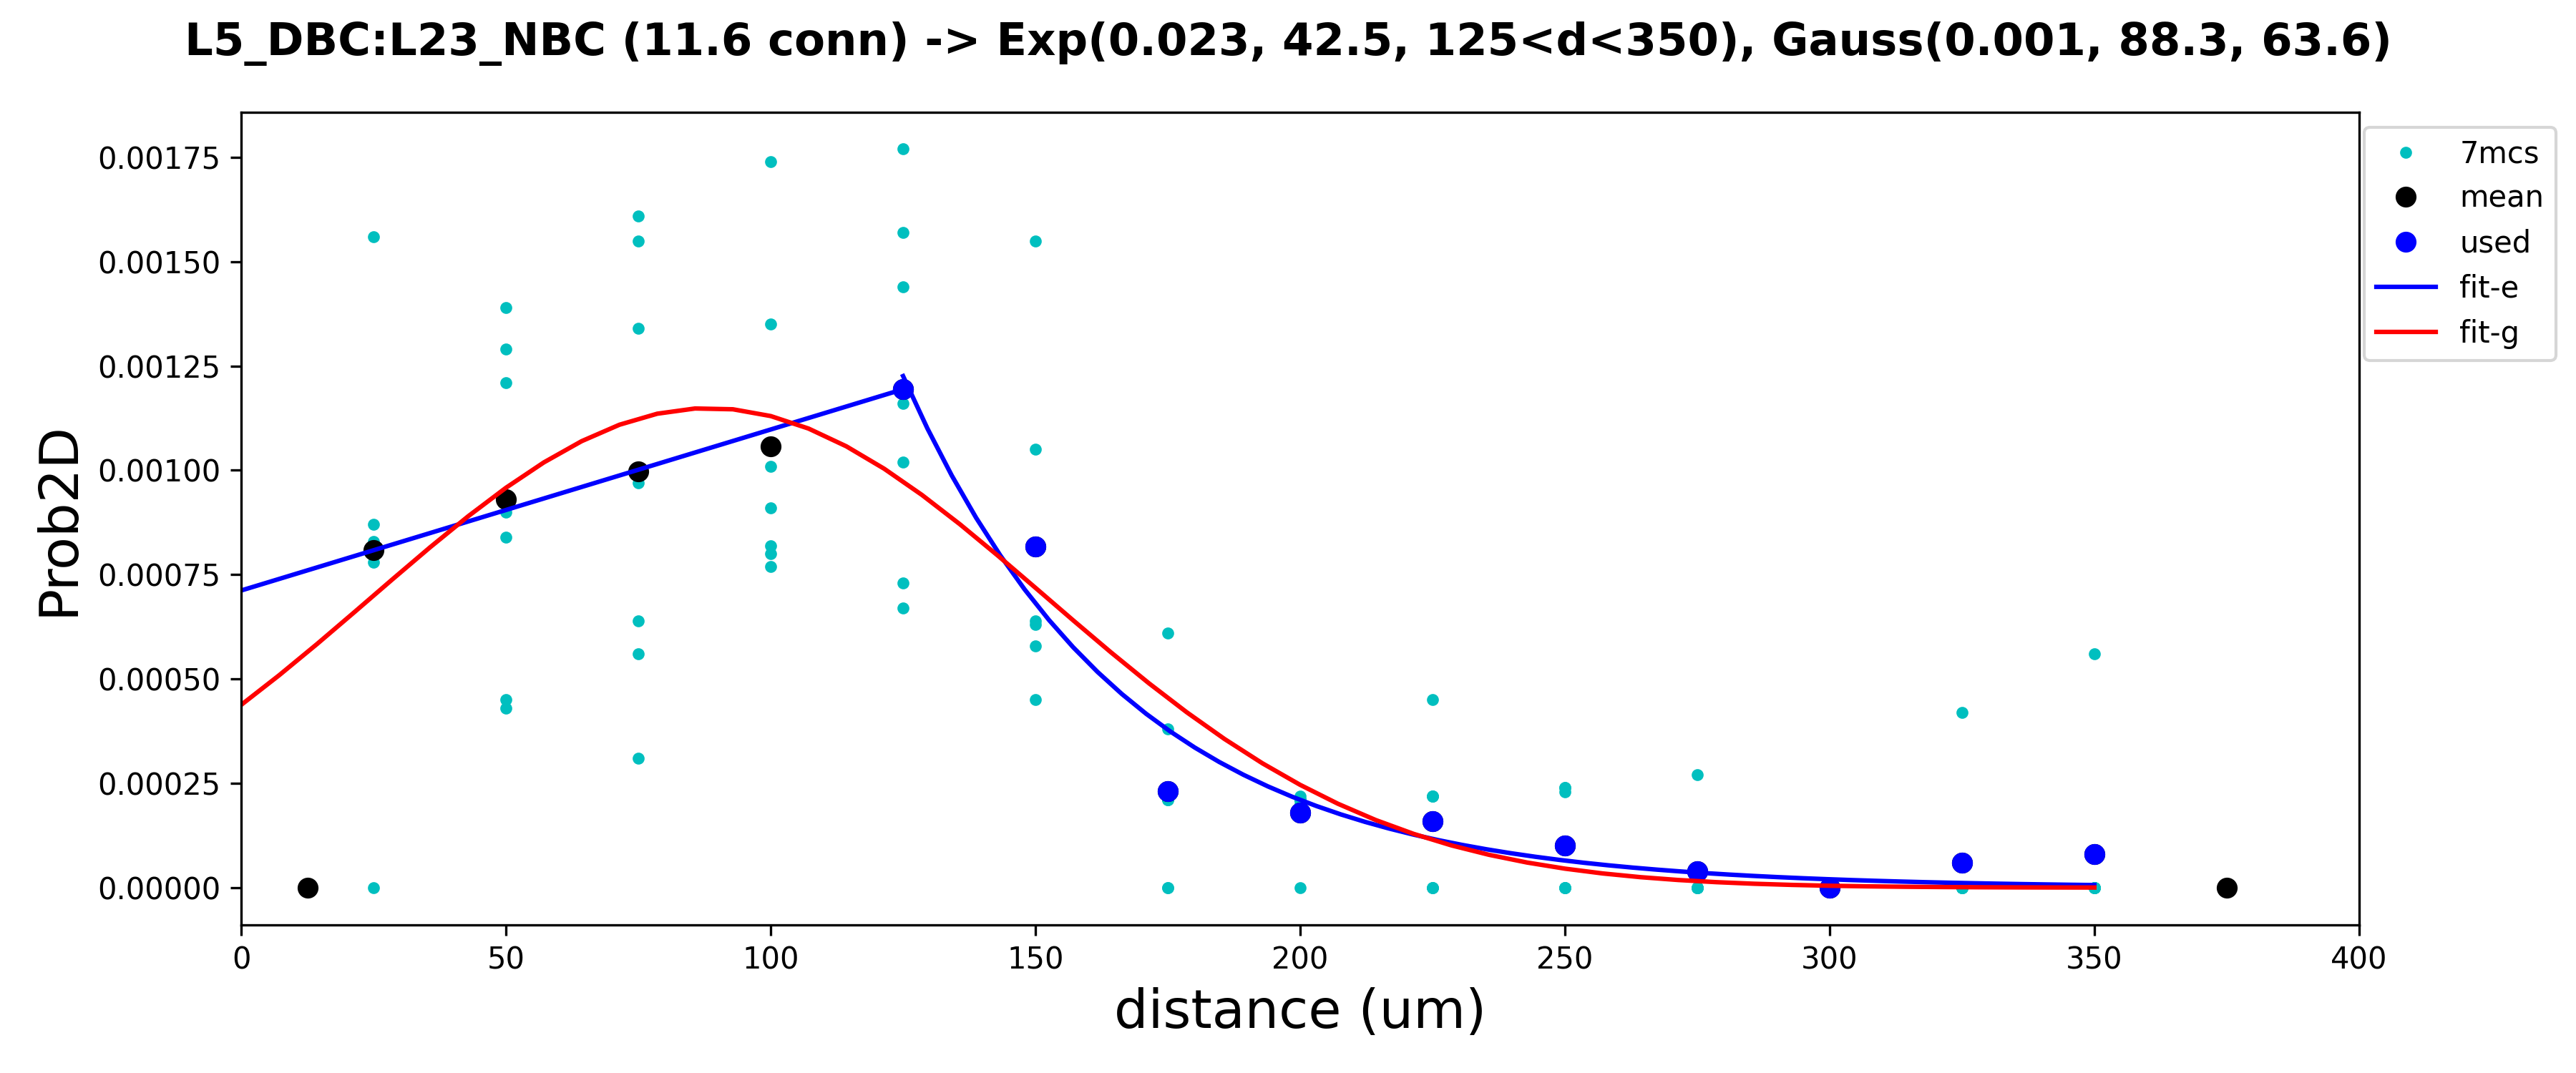 L5_DBC:L23_NBC (11.6 conn) -> Exp(0.023, 42.5, 125<d<350), Gauss(0.001, 88.3, 63.6)
0.00175
0.00150
0.00125
0.00100
0.00075
0.00050
0.00025
0.00000
Prob2D
0 50 100 150 200 250 300 350 400
distance (um)
7mcs
mean
used
fit-e
fit-g